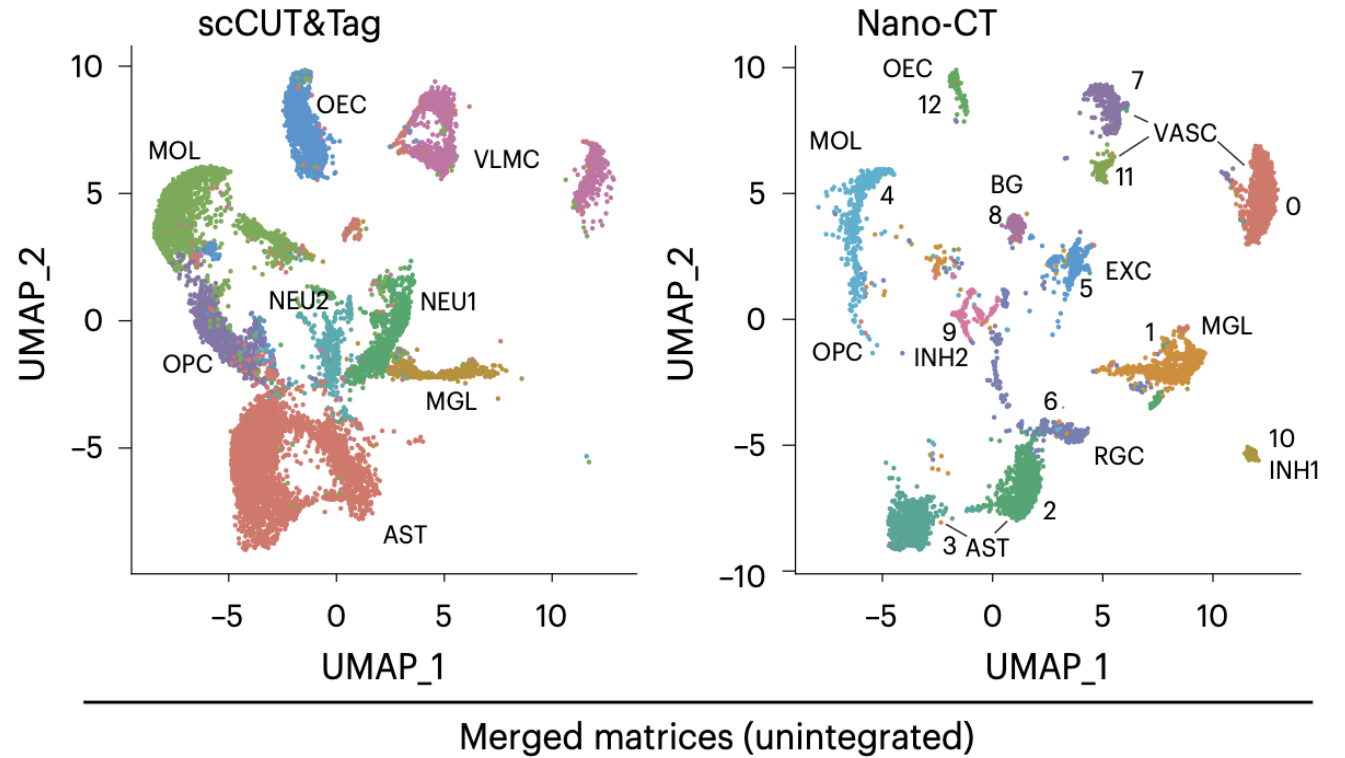 scCUT&Tag
10
5
0
−5
UMAP_2
OEC
MOL
VLMC
NEU2
NEU1
OPC
MGL
AST
−5
0
5
10
UMAP_1
Nano-CT
10
5
0
−5
−10
UMAP_2
OEC
12
7
MOL
VASC
4
11
BG
8
0
EXC
5
1
MGL
9
INH2
OPC
6
RGC
10
INH1
2
3
AST
−5
0
5
10
UMAP_1
Merged matrices (unintegrated)